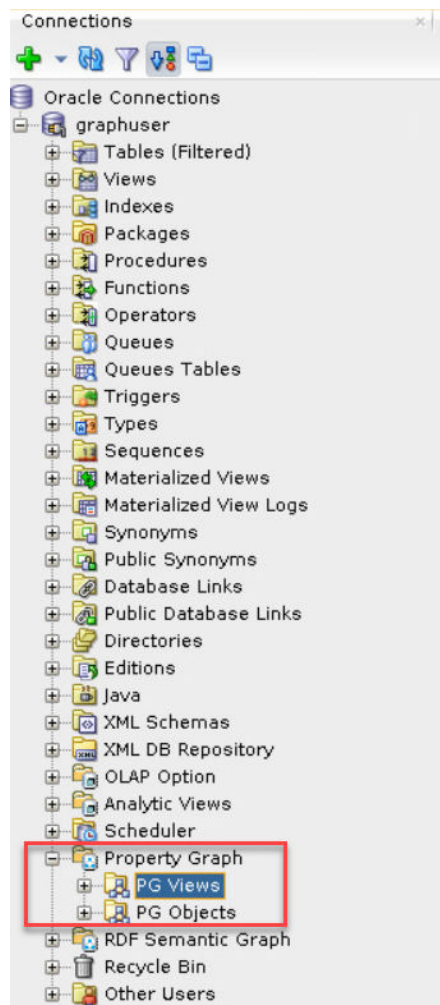 Connections
Oracle Connections
graphuser
Tables (Filtered)
Views
Indexes
Packages
Procedures
Functions
Operators
Queues
Queues Tables
Triggers
Types
Sequences
Materialized Views
Materialized View Logs
Synonyms
Public Synonyms
Database Links
Public Database Links
Directories
Editions
Java
XML Schemas
XML DB Repository
OLAP Option
Analytic Views
Scheduler
Property Graph
PG Views
PG Objects
RDF Semantic Graph
Recycle Bin
Other Users